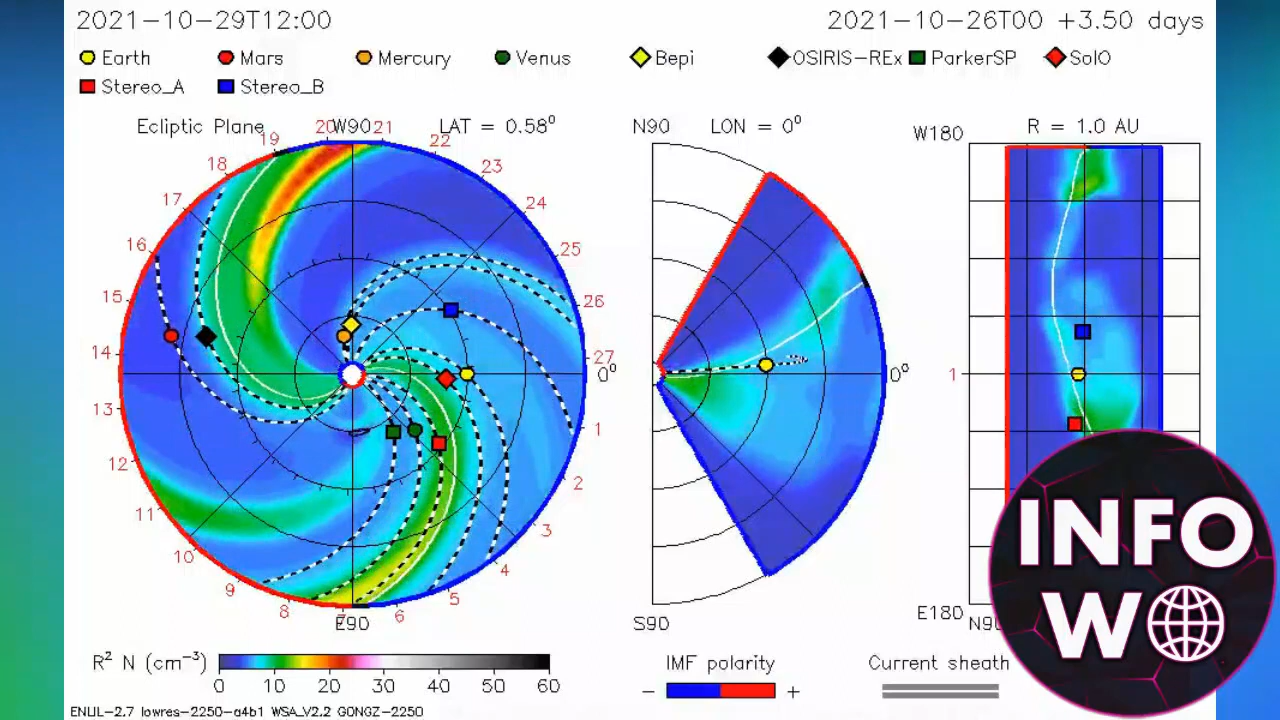 2021-10-29T12:00
2021-10-26T00 +3.50 days
Earth Mars Mercury Venus Bepi OSIRIS-REx ParkerSP SolO
Stereo_A Stereo_B
Ecliptic Plane W90 LAT = 0.58°
N90 LON = 0°
W180 R = 1.0 AU
19 20 21
22
18 23
17 24
16 25
15 26
14 27 0°
0°
1
13 1
12 2
11 3
10 4
9 5
8 7 6
E90
S90
E180
N90
R² N (cm⁻³)
0 10 20 30 40 50 60
IMF polarity
- +
Current sheath
ENLIL-2.7 lowres-2250-a4b1 WSA_V2.2 GONGZ-2250
INFO
W